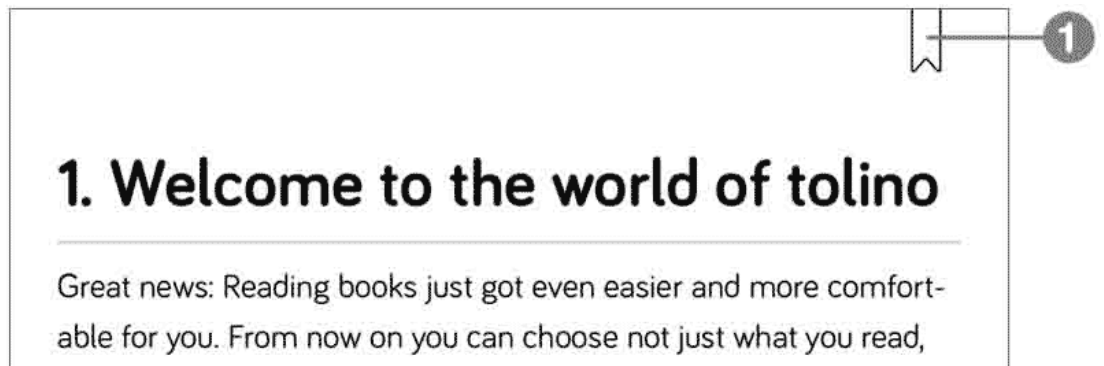 1
1. Welcome to the world of tolino
Great news: Reading books just got even easier and more comfort-
able for you. From now on you can choose not just what you read,